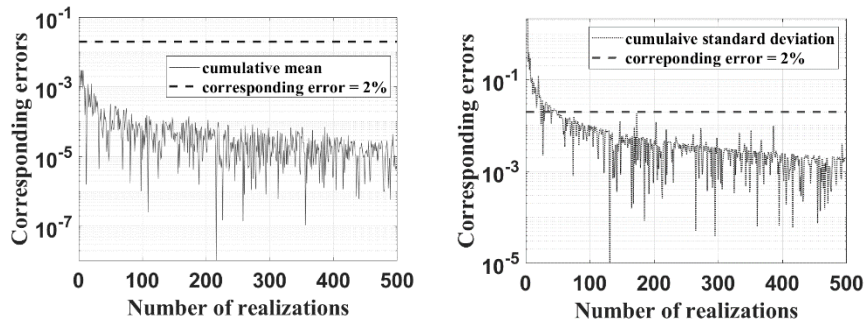 10^-1
10^-3
10^-5
10^-7
Corresponding errors
cumulative mean
corresponding error = 2%
0 100 200 300 400 500
Number of realizations
10^-1
10^-3
10^-5
Corresponding errors
cumulaive standard deviation
correponding error = 2%
0 100 200 300 400 500
Number of realizations